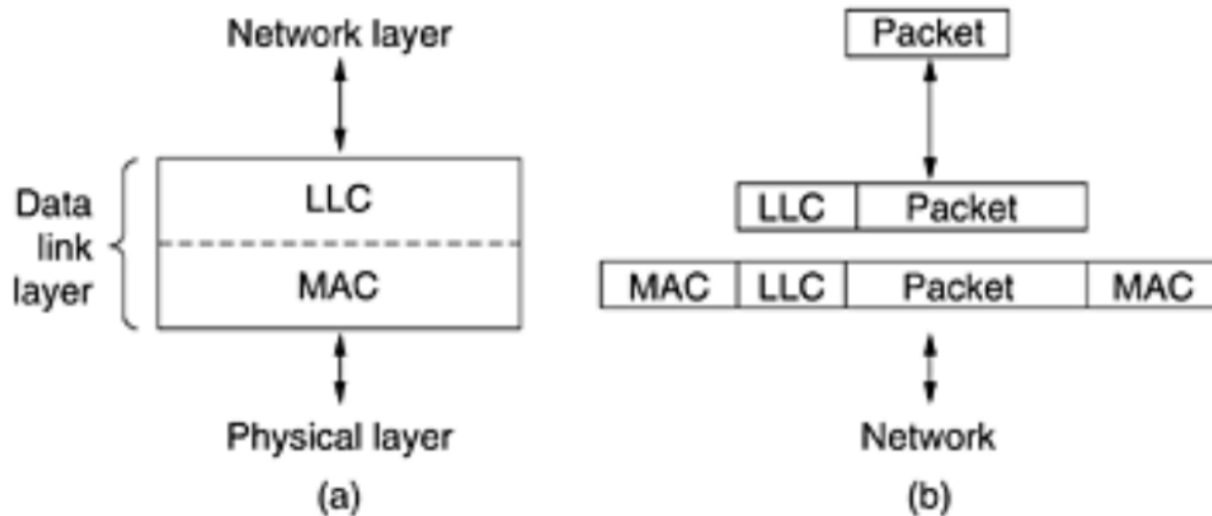 Network layer
Data
link
layer
LLC
MAC
Physical layer
(a)
Packet
LLC Packet
MAC LLC Packet MAC
Network
(b)